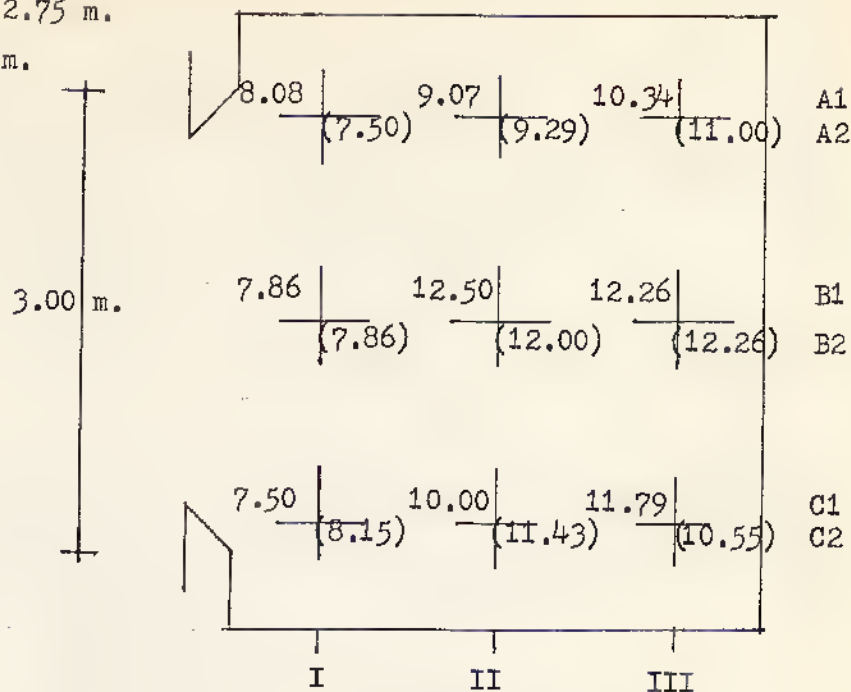 2.75 m.
m.
8.08 9.07 10.34 A1
(7.50) (9.29) (11.00) A2
3.00 m.
7.86 12.50 12.26 B1
(7.86) (12.00) (12.26) B2
7.50 10.00 11.79 C1
(8.15) (11.43) (10.55) C2
I II III